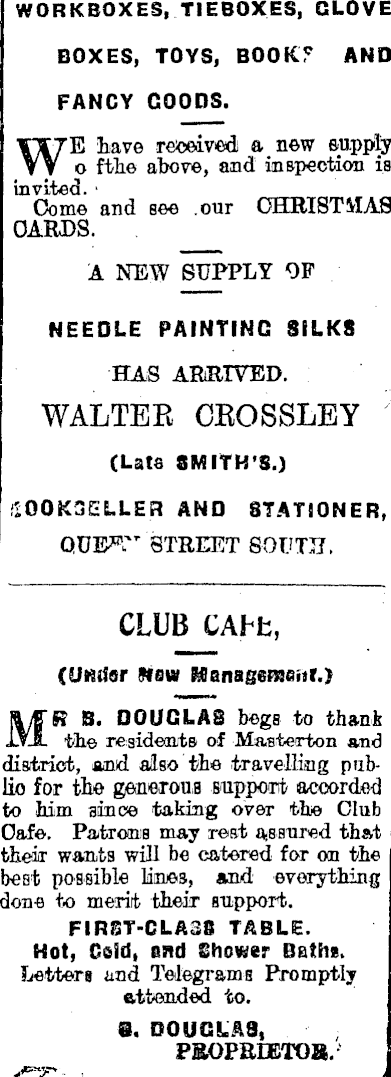 WORKBOXES, TIEBOXES, GLOVE
BOXES, TOYS, BOOKS AND
FANCY GOODS.
WE have received a new supply
o fthe above, and inspection is
invited.
Come and see our CHRISTMAS
CARDS.
A NEW SUPPLY OF
NEEDLE PAINTING SILKS
HAS ARRIVED.
WALTER CROSSLEY
(Late SMITH'S.)
BOOKSELLER AND STATIONER,
QUEEN STREET SOUTH.
CLUB CAFE,
(Under New Management.)
MR B. DOUGLAS begs to thank
the residents of Masterton and
district, and also the travelling pub-
lic for the generous support accorded
to him since taking over the Club
Cafe. Patrons may rest assured that
their wants will be catered for on the
best possible lines, and everything
done to merit their support.
FIRST-CLASS TABLE.
Hot, Cold, and Shower Baths.
Letters and Telegrams Promptly
attended to.
DOUGLAS,
PROPRIETOR.